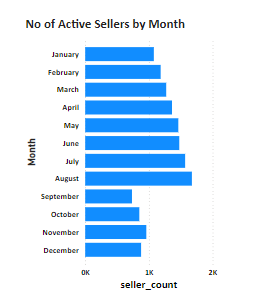 No of Active Sellers by Month
January
February
March
April
May
June
July
August
September
October
November
December
Month
0K 1K 2K
seller_count